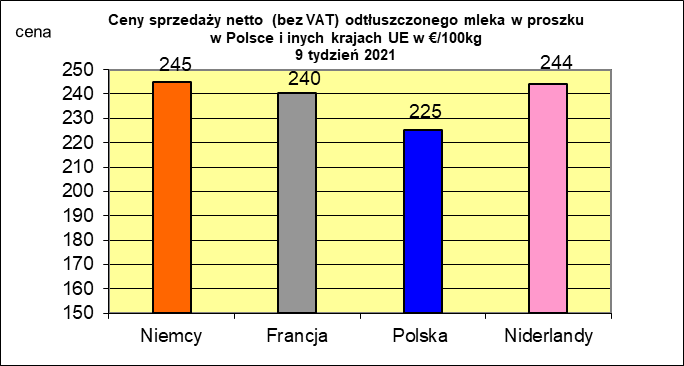 Ceny sprzedaży netto (bez VAT) odtłuszczonego mleka w proszku
w Polsce i inych krajach UE w €/100kg
9 tydzień 2021
cena
245
240
225
244
250
240
230
220
210
200
190
180
170
160
150
Niemcy
Francja
Polska
Niderlandy